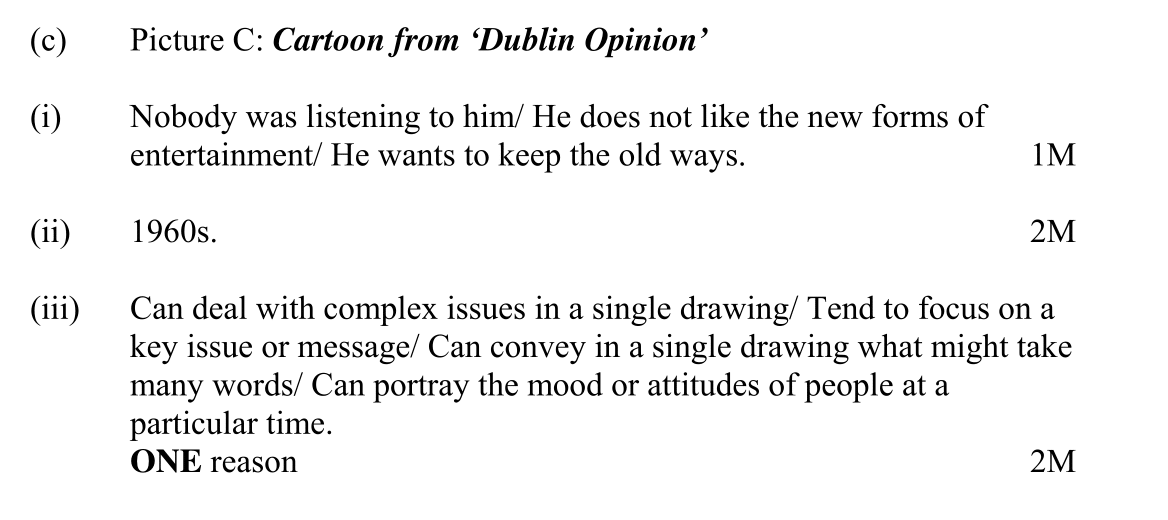 (c) Picture C: Cartoon from ‘Dublin Opinion’
(i) Nobody was listening to him/ He does not like the new forms of
entertainment/ He wants to keep the old ways. 1M
(ii) 1960s. 2M
(iii) Can deal with complex issues in a single drawing/ Tend to focus on a
key issue or message/ Can convey in a single drawing what might take
many words/ Can portray the mood or attitudes of people at a
particular time.
ONE reason 2M